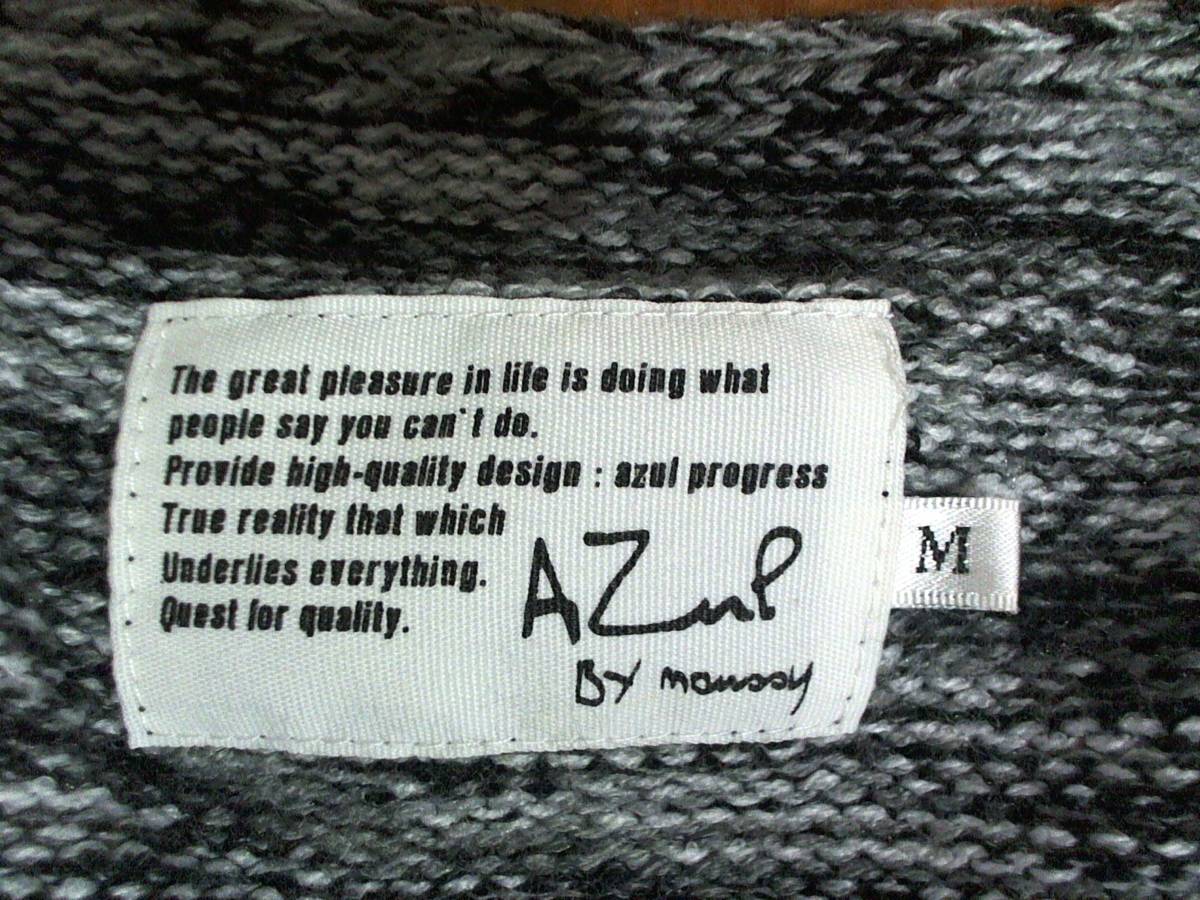 The great pleasure in life is doing what
people say you can't do.
Provide high-quality design : azul progress
True reality that which
Underlies everything.
Quest for quality.
AZul
BY moussy
M